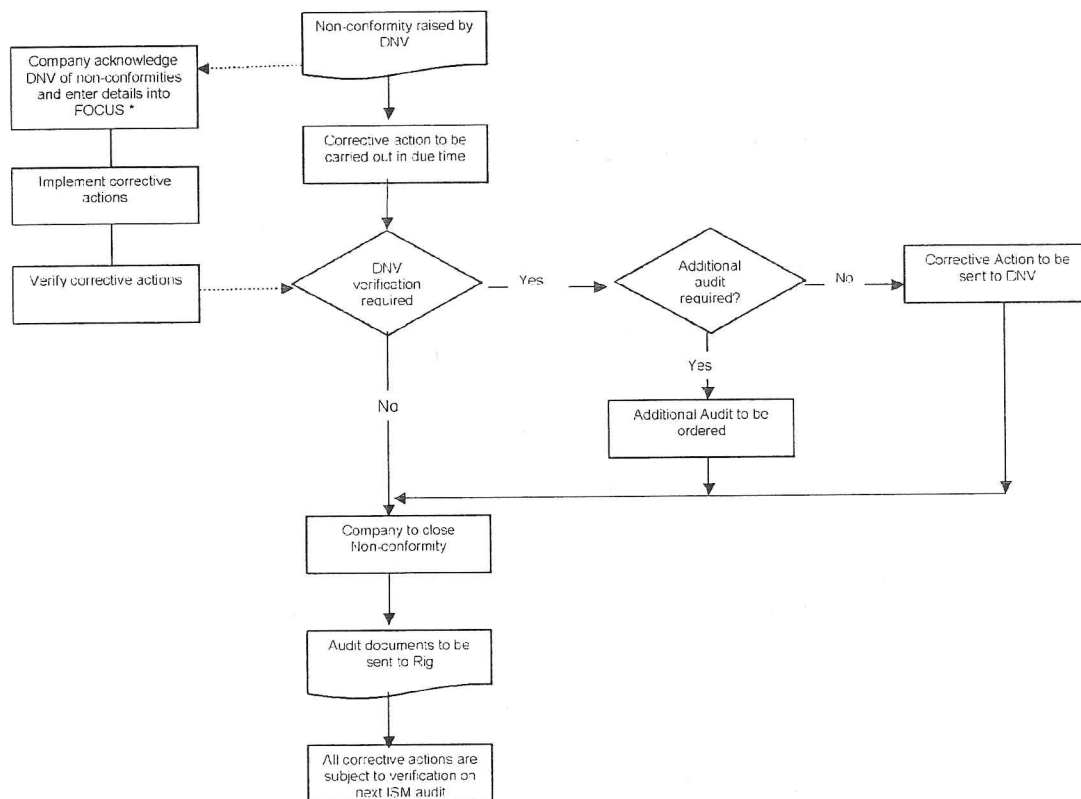 Non-conformity raised by
DNV
Company acknowledge
DNV of non-conformities
and enter details into
FOCUS *
Corrective action to be
carried out in due time
Implement corrective
actions
Verify corrective actions
DNV
verification
required
Yes
Additional
audit
required?
No
Corrective Action to be
sent to DNV
Yes
No
Additional Audit to be
ordered
Company to close
Non-conformity
Audit documents to be
sent to Rig
All corrective actions are
subject to verification on
next ISM audit